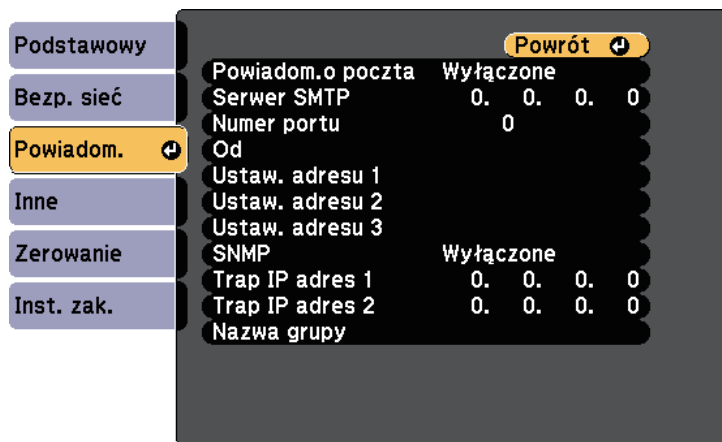 Podstawowy
Bezp. sieć
Powiadom.
Inne
Zerowanie
Inst. zak.
Powrót
Powiadom.o poczta Wyłączone
Serwer SMTP 0. 0. 0. 0
Numer portu 0
Od
Ustaw. adresu 1
Ustaw. adresu 2
Ustaw. adresu 3
SNMP Wyłączone
Trap IP adres 1 0. 0. 0. 0
Trap IP adres 2 0. 0. 0. 0
Nazwa grupy